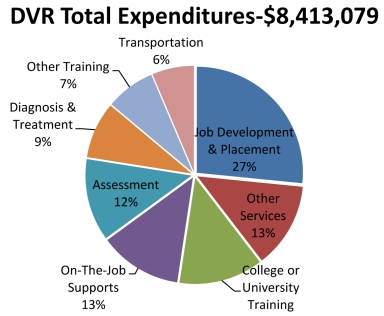 DVR Total Expenditures-$8,413,079
Transportation
6%
Other Training
7%
Diagnosis &
Treatment
9%
Job Development
& Placement
27%
Assessment
12%
Other
Services
13%
On-The-Job
Supports
13%
College or
University
Training